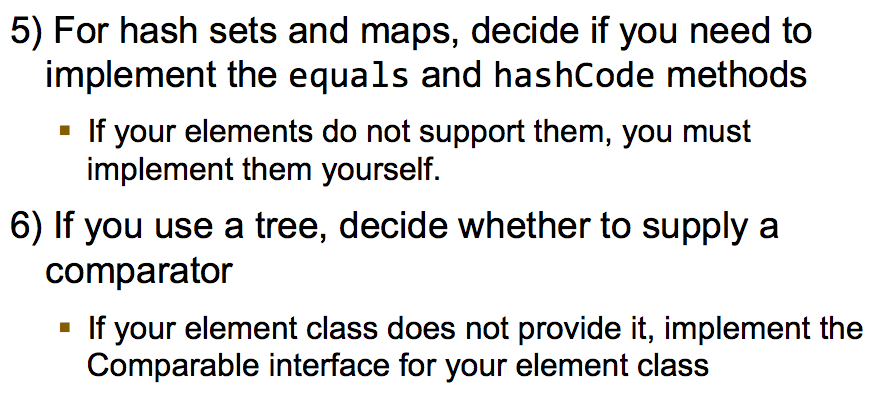 5) For hash sets and maps, decide if you need to
implement the equals and hashCode methods
▪ If your elements do not support them, you must
implement them yourself.
6) If you use a tree, decide whether to supply a
comparator
▪ If your element class does not provide it, implement the
Comparable interface for your element class